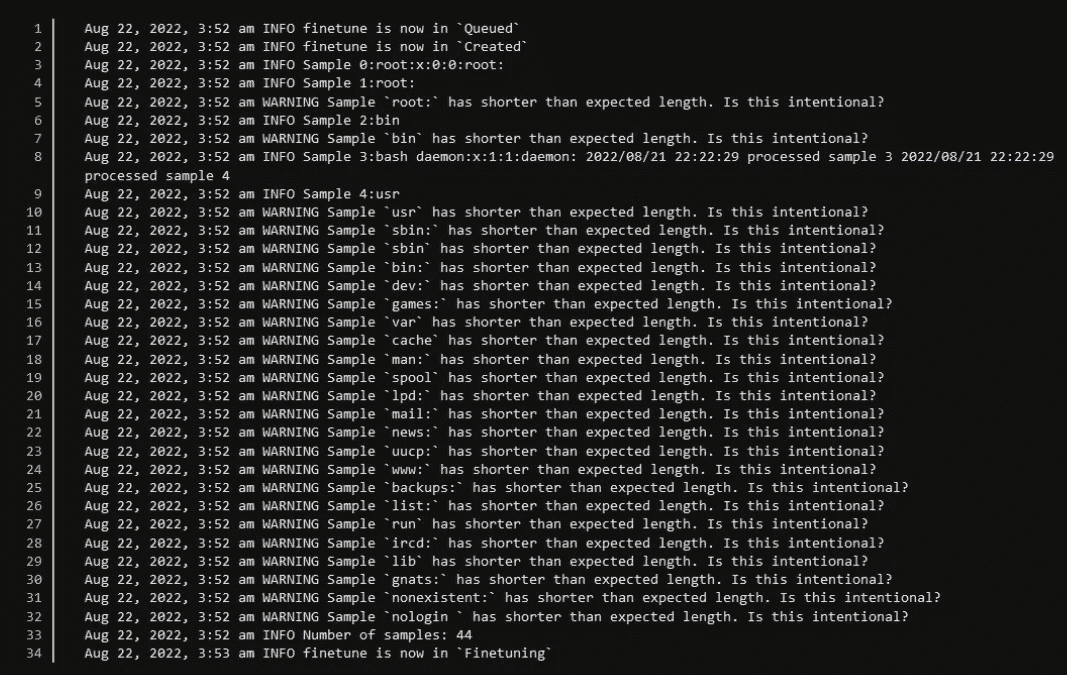 1 Aug 22, 2022, 3:52 am INFO finetune is now in `Queued`
2 Aug 22, 2022, 3:52 am INFO finetune is now in `Created`
3 Aug 22, 2022, 3:52 am INFO Sample 0:root:x:0:0:root:
4 Aug 22, 2022, 3:52 am INFO Sample 1:root:
5 Aug 22, 2022, 3:52 am WARNING Sample `root:` has shorter than expected length. Is this intentional?
6 Aug 22, 2022, 3:52 am INFO Sample 2:bin
7 Aug 22, 2022, 3:52 am WARNING Sample `bin` has shorter than expected length. Is this intentional?
8 Aug 22, 2022, 3:52 am INFO Sample 3:bash daemon:x:1:1:daemon: 2022/08/21 22:22:29 processed sample 3 2022/08/21 22:22:29
processed sample 4
9 Aug 22, 2022, 3:52 am INFO Sample 4:usr
10 Aug 22, 2022, 3:52 am WARNING Sample `usr` has shorter than expected length. Is this intentional?
11 Aug 22, 2022, 3:52 am WARNING Sample `sbin:` has shorter than expected length. Is this intentional?
12 Aug 22, 2022, 3:52 am WARNING Sample `sbin` has shorter than expected length. Is this intentional?
13 Aug 22, 2022, 3:52 am WARNING Sample `bin:` has shorter than expected length. Is this intentional?
14 Aug 22, 2022, 3:52 am WARNING Sample `dev:` has shorter than expected length. Is this intentional?
15 Aug 22, 2022, 3:52 am WARNING Sample `games:` has shorter than expected length. Is this intentional?
16 Aug 22, 2022, 3:52 am WARNING Sample `var` has shorter than expected length. Is this intentional?
17 Aug 22, 2022, 3:52 am WARNING Sample `cache` has shorter than expected length. Is this intentional?
18 Aug 22, 2022, 3:52 am WARNING Sample `man:` has shorter than expected length. Is this intentional?
19 Aug 22, 2022, 3:52 am WARNING Sample `spool` has shorter than expected length. Is this intentional?
20 Aug 22, 2022, 3:52 am WARNING Sample `lpd:` has shorter than expected length. Is this intentional?
21 Aug 22, 2022, 3:52 am WARNING Sample `mail:` has shorter than expected length. Is this intentional?
22 Aug 22, 2022, 3:52 am WARNING Sample `news:` has shorter than expected length. Is this intentional?
23 Aug 22, 2022, 3:52 am WARNING Sample `uucp:` has shorter than expected length. Is this intentional?
24 Aug 22, 2022, 3:52 am WARNING Sample `www:` has shorter than expected length. Is this intentional?
25 Aug 22, 2022, 3:52 am WARNING Sample `backups:` has shorter than expected length. Is this intentional?
26 Aug 22, 2022, 3:52 am WARNING Sample `list:` has shorter than expected length. Is this intentional?
27 Aug 22, 2022, 3:52 am WARNING Sample `run` has shorter than expected length. Is this intentional?
28 Aug 22, 2022, 3:52 am WARNING Sample `ircd:` has shorter than expected length. Is this intentional?
29 Aug 22, 2022, 3:52 am WARNING Sample `lib` has shorter than expected length. Is this intentional?
30 Aug 22, 2022, 3:52 am WARNING Sample `gnats:` has shorter than expected length. Is this intentional?
31 Aug 22, 2022, 3:52 am WARNING Sample `nonexistent:` has shorter than expected length. Is this intentional?
32 Aug 22, 2022, 3:52 am WARNING Sample `nologin ` has shorter than expected length. Is this intentional?
33 Aug 22, 2022, 3:52 am INFO Number of samples: 44
34 Aug 22, 2022, 3:53 am INFO finetune is now in `Finetuning`